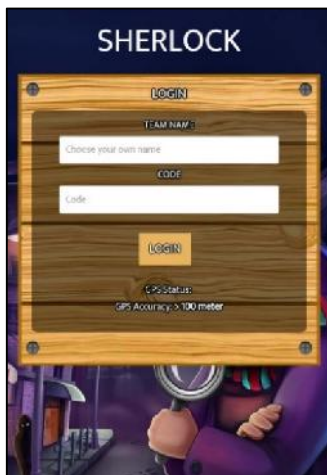 SHERLOCK
LOGIN
TEAM NAME
Choose your own name
CODE
Code
LOGIN
GPS Status:
GPS Accuracy: > 100 meter